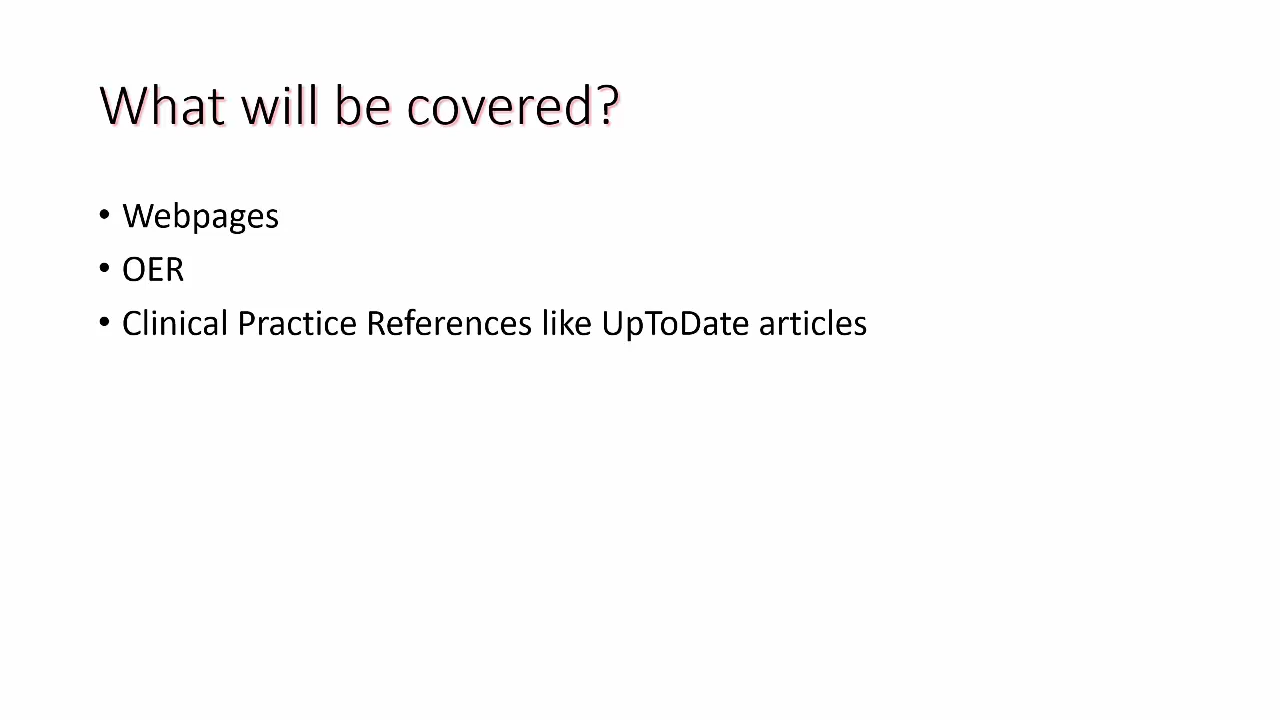 What will be covered?
• Webpages
• OER
• Clinical Practice References like UpToDate articles